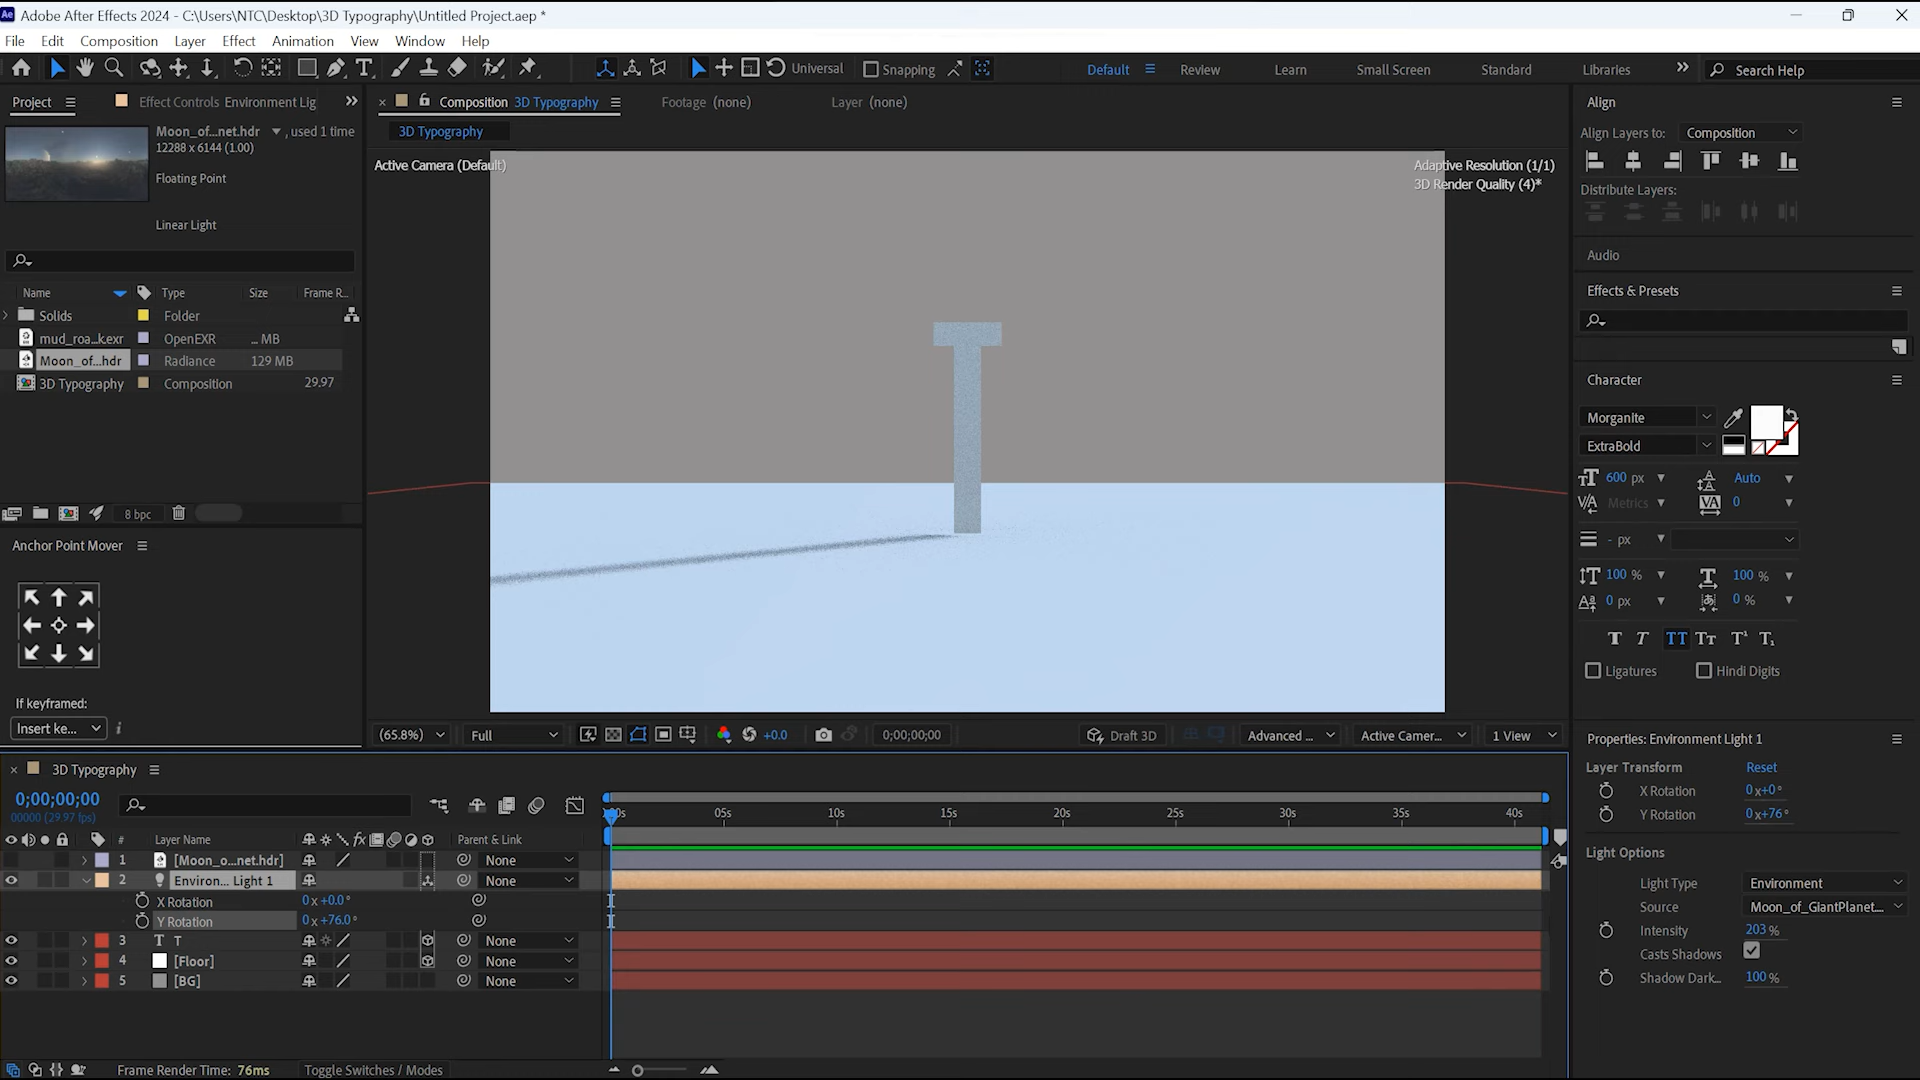 Adobe After Effects 2024 - C:\Users\NTC\Desktop\3D Typography\Untitled Project.aep *
File Edit Composition Layer Effect Animation View Window Help
Universal Snapping Default Review Learn Small Screen Standard Libraries Search Help
Project Effect Controls Environment Lig
Composition 3D Typography Footage (none) Layer (none)
3D Typography
Moon_of...net.hdr , used 1 time
12288 x 6144 (1.00)
Floating Point
Linear Light
Name Type Size Frame R...
Solids Folder
mud_roa...k.exr OpenEXR ... MB
Moon_of...hdr Radiance 129 MB
3D Typography Composition 29.97
8 bpc
Anchor Point Mover
If keyframed:
Insert ke...
Active Camera (Default)
Adaptive Resolution (1/1)
3D Render Quality (4)*
T
(65.8%) Full +0.0 0;00;00;00 Draft 3D Advanced ... Active Camer... 1 View
Align
Align Layers to: Composition
Distribute Layers:
Audio
Effects & Presets
Character
Morganite
ExtraBold
600 px Auto
Metrics 0
- px
100 % 100 %
0 px 0 %
Ligatures Hindi Digits
Properties: Environment Light 1
Layer Transform Reset
X Rotation 0x+0°
Y Rotation 0x+76°
Light Options
Light Type Environment
Source Moon_of_GiantPlanet...
Intensity 203 %
Casts Shadows
Shadow Dark... 100 %
3D Typography
0;00;00;00
00000 (29.97 fps)
05s 10s 15s 20s 25s 30s 35s 40s
# Layer Name Parent & Link
1 [Moon_o...net.hdr] None
2 Environ... Light 1 None
X Rotation 0x+0.0°
Y Rotation 0x+76.0°
3 T T None
4 [Floor] None
5 [BG] None
Frame Render Time: 76ms Toggle Switches / Modes